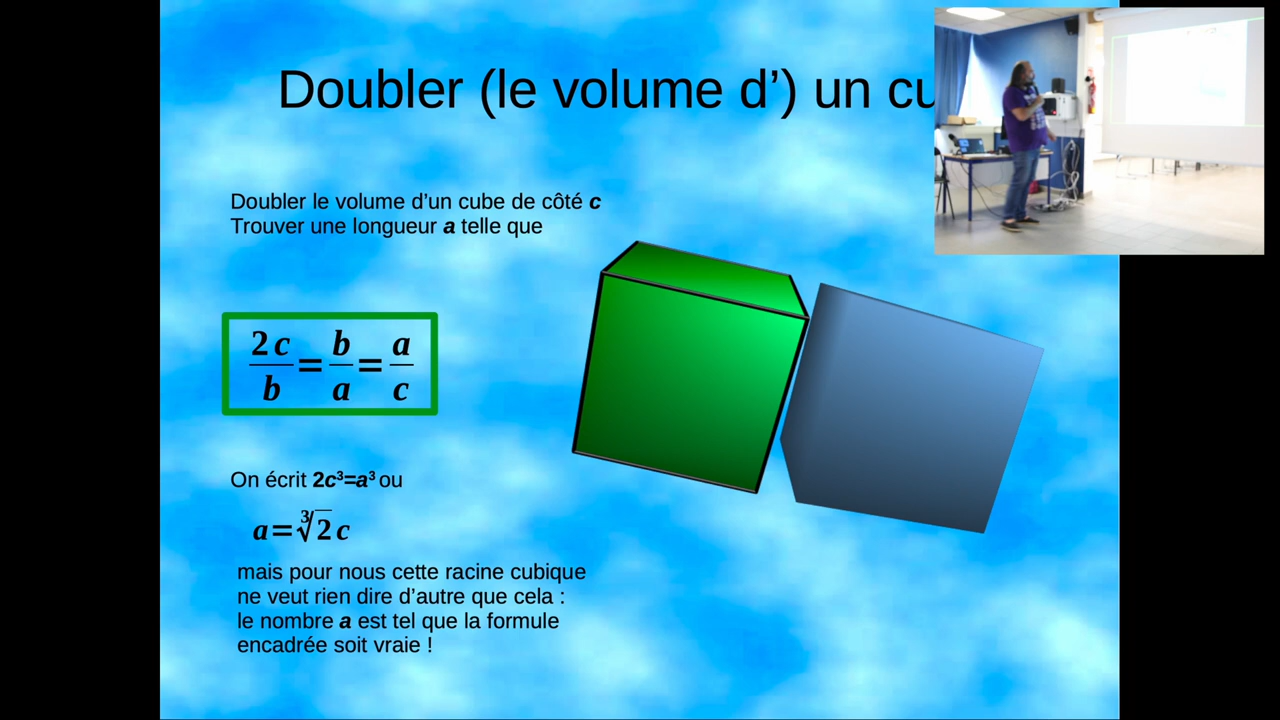 Doubler (le volume d’) un
Doubler le volume d’un cube de côté c
Trouver une longueur a telle que
2c/b = b/a = a/c
On écrit 2c³=a³ ou
a=∛2 c
mais pour nous cette racine cubique
ne veut rien dire d’autre que cela :
le nombre a est tel que la formule
encadrée soit vraie !